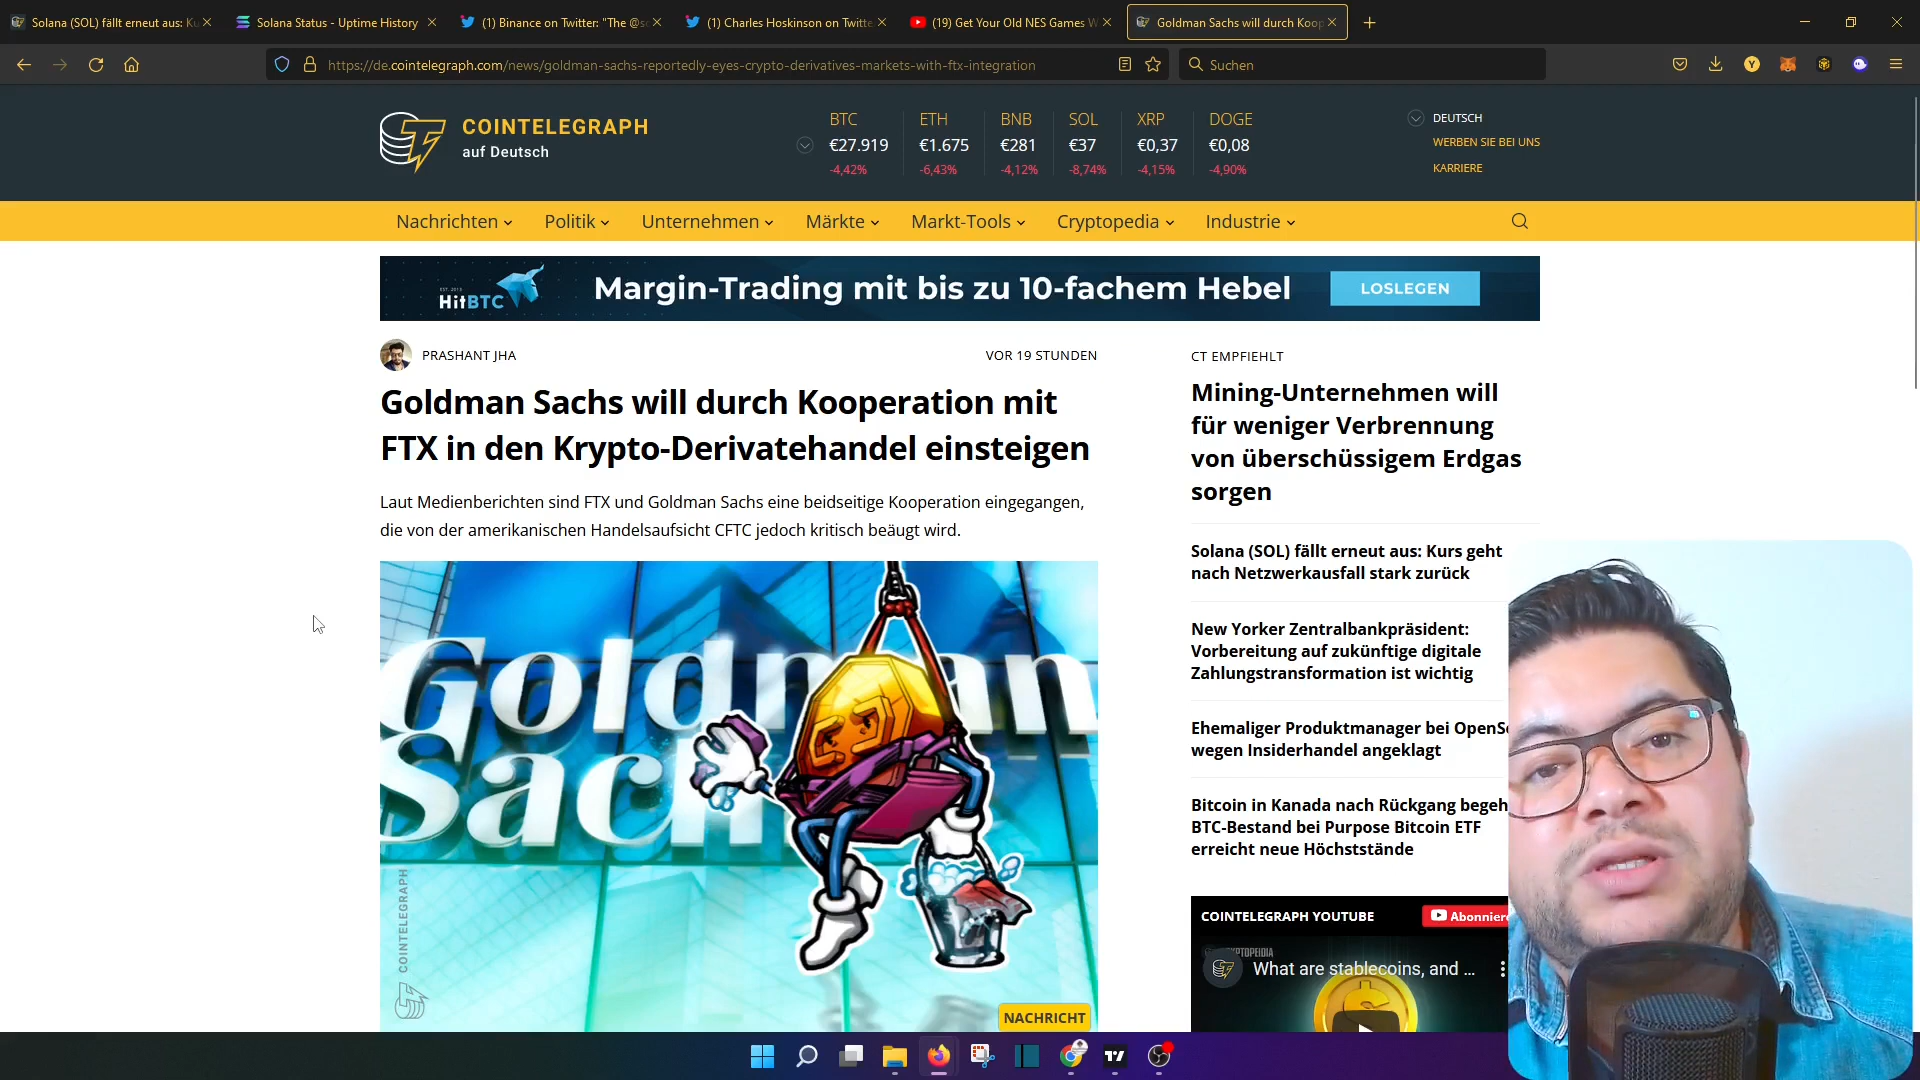 Solana (SOL) fällt erneut aus: Ku
Solana Status - Uptime History
(1) Binance on Twitter: "The @so
(1) Charles Hoskinson on Twitte
(19) Get Your Old NES Games W
Goldman Sachs will durch Koop
https://de.cointelegraph.com/news/goldman-sachs-reportedly-eyes-crypto-derivatives-markets-with-ftx-integration
Suchen
COINTELEGRAPH
auf Deutsch
BTC ETH BNB SOL XRP DOGE
€27.919 €1.675 €281 €37 €0,37 €0,08
-4,42% -6,43% -4,12% -8,74% -4,15% -4,90%
DEUTSCH
WERBEN SIE BEI UNS
KARRIERE
Nachrichten Politik Unternehmen Märkte Markt-Tools Cryptopedia Industrie
EST. 2013
HitBTC
Margin-Trading mit bis zu 10-fachem Hebel
LOSLEGEN
PRASHANT JHA
VOR 19 STUNDEN
Goldman Sachs will durch Kooperation mit
FTX in den Krypto-Derivatehandel einsteigen
Laut Medienberichten sind FTX und Goldman Sachs eine beidseitige Kooperation eingegangen,
die von der amerikanischen Handelsaufsicht CFTC jedoch kritisch beäugt wird.
Goldman
Sach
COINTELEGRAPH
NACHRICHT
CT EMPFIEHLT
Mining-Unternehmen will
für weniger Verbrennung
von überschüssigem Erdgas
sorgen
Solana (SOL) fällt erneut aus: Kurs geht
nach Netzwerkausfall stark zurück
New Yorker Zentralbankpräsident:
Vorbereitung auf zukünftige digitale
Zahlungstransformation ist wichtig
Ehemaliger Produktmanager bei OpenSe
wegen Insiderhandel angeklagt
Bitcoin in Kanada nach Rückgang begeh
BTC-Bestand bei Purpose Bitcoin ETF
erreicht neue Höchststände
COINTELEGRAPH YOUTUBE
Abonniere
What are stablecoins, and ...